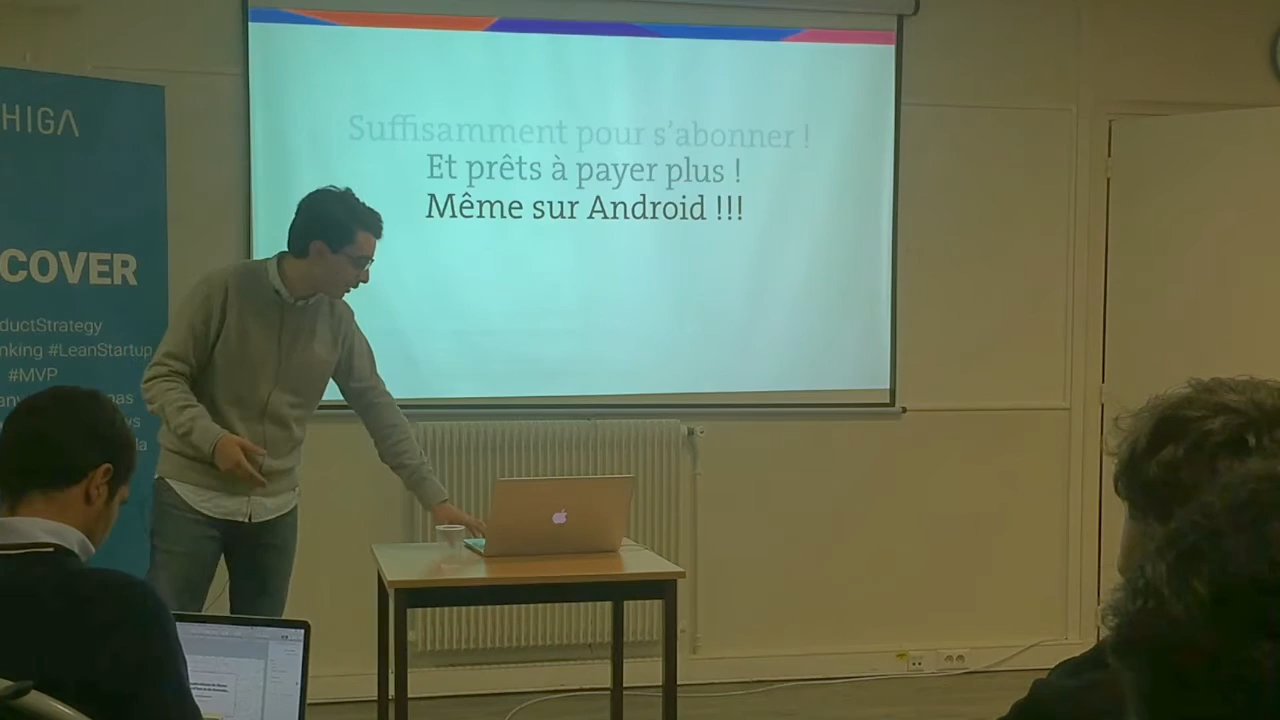 Suffisamment pour s'abonner !
Et prêts à payer plus !
Même sur Android !!!
HIGA
COVER
ductStrategy
nking #LeanStartup
#MVP